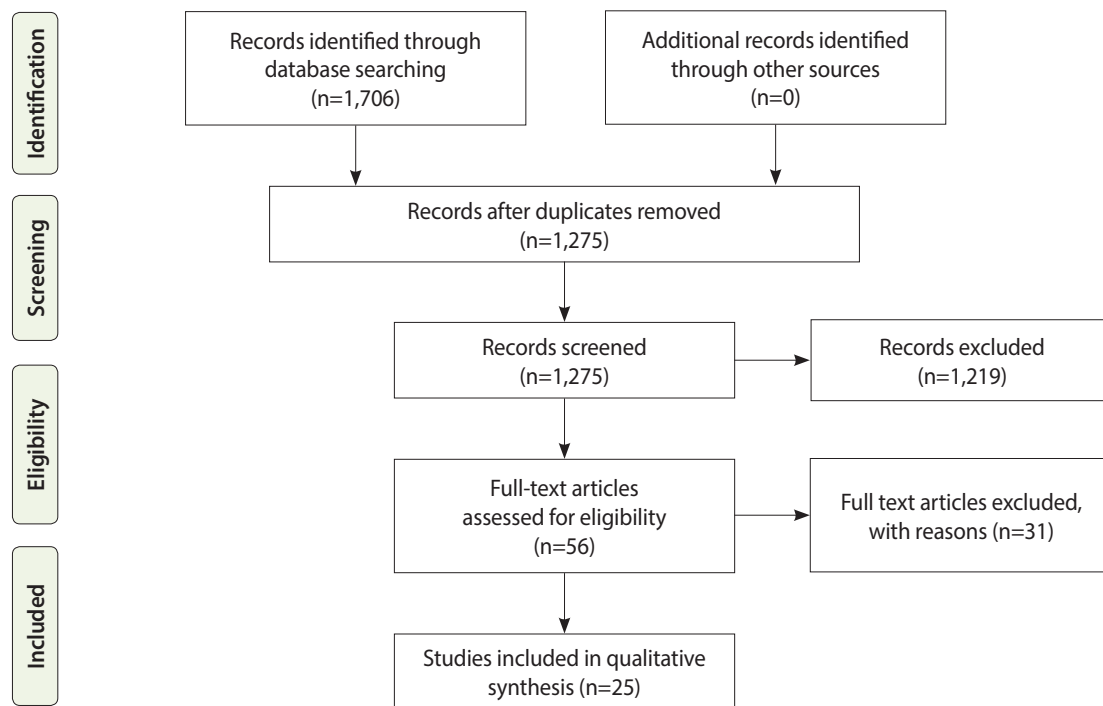 Identification
Records identified through
database searching
(n=1,706)
Additional records identified
through other sources
(n=0)
Screening
Records after duplicates removed
(n=1,275)
Records screened
(n=1,275)
Records excluded
(n=1,219)
Eligibility
Full-text articles
assessed for eligibility
(n=56)
Full text articles excluded,
with reasons (n=31)
Included
Studies included in qualitative
synthesis (n=25)